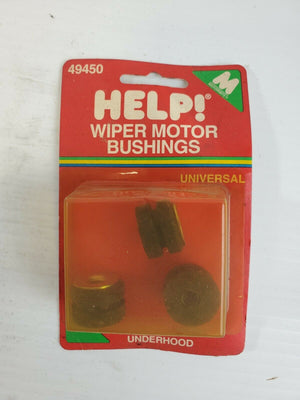 49450
M
HELP!
WIPER MOTOR
BUSHINGS
UNIVERSAL
UNDERHOOD